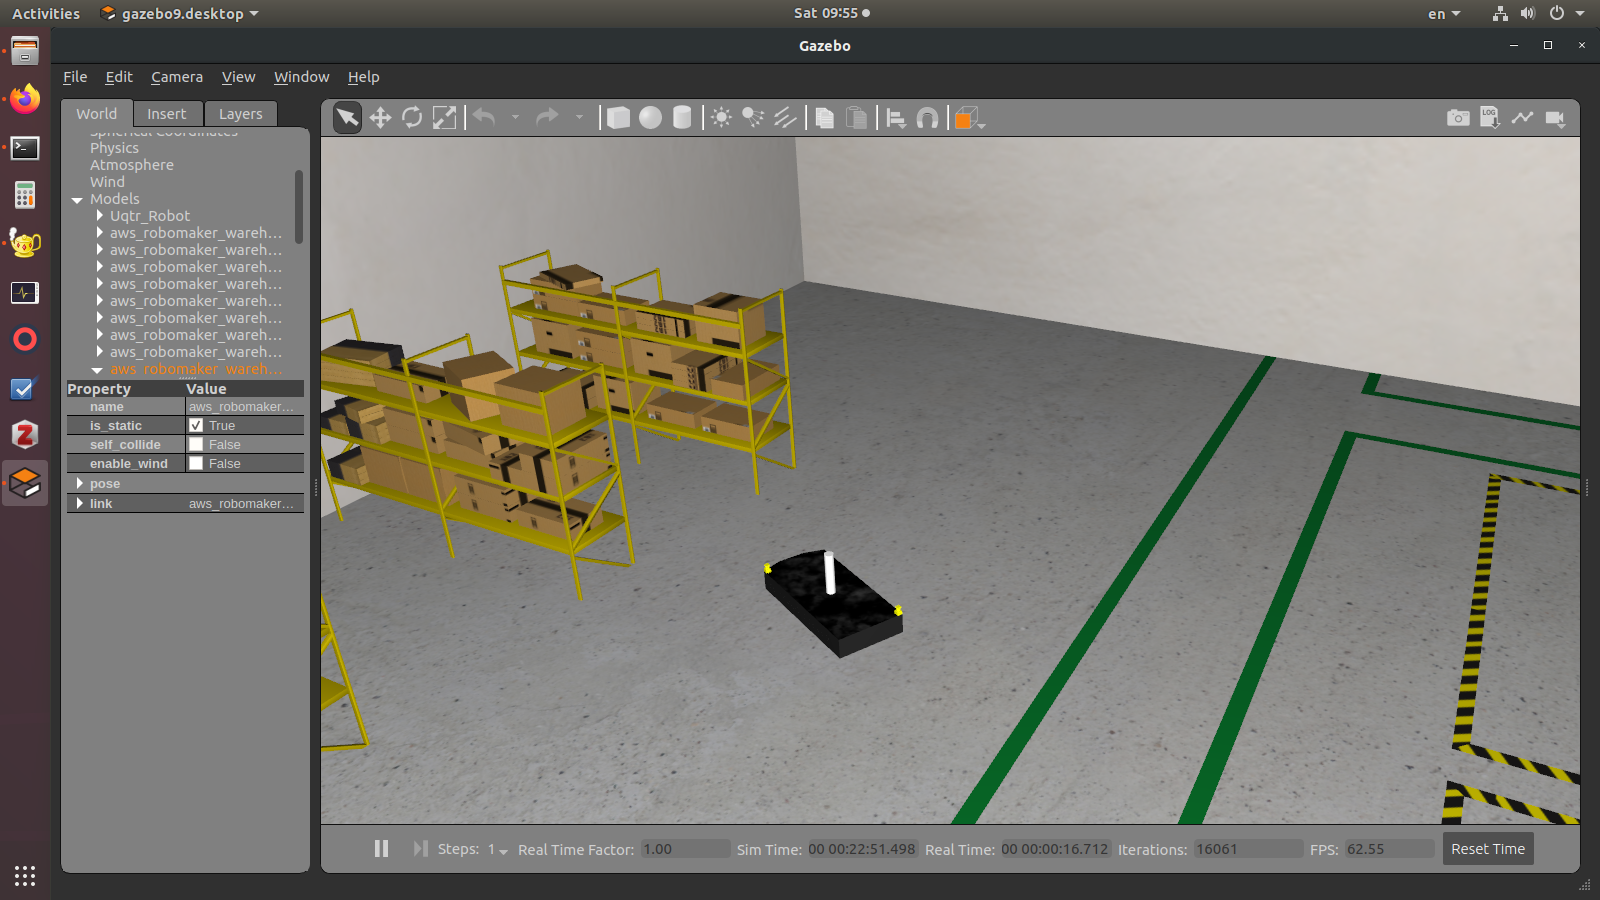 Activities gazebo9.desktop Sat 09:55 en
Gazebo
File Edit Camera View Window Help
World Insert Layers
Spherical Coordinates
Physics
Atmosphere
Wind
Models
Uqtr_Robot
aws_robomaker_wareh...
aws_robomaker_wareh...
aws_robomaker_wareh...
aws_robomaker_wareh...
aws_robomaker_wareh...
aws_robomaker_wareh...
aws_robomaker_wareh...
aws_robomaker_wareh...
aws_robomaker_wareh...
Property Value
name aws_robomaker...
is_static True
self_collide False
enable_wind False
pose
link aws_robomaker...
LOG
Steps: 1 Real Time Factor: 1.00 Sim Time: 00 00:22:51.498 Real Time: 00 00:00:16.712 Iterations: 16061 FPS: 62.55 Reset Time